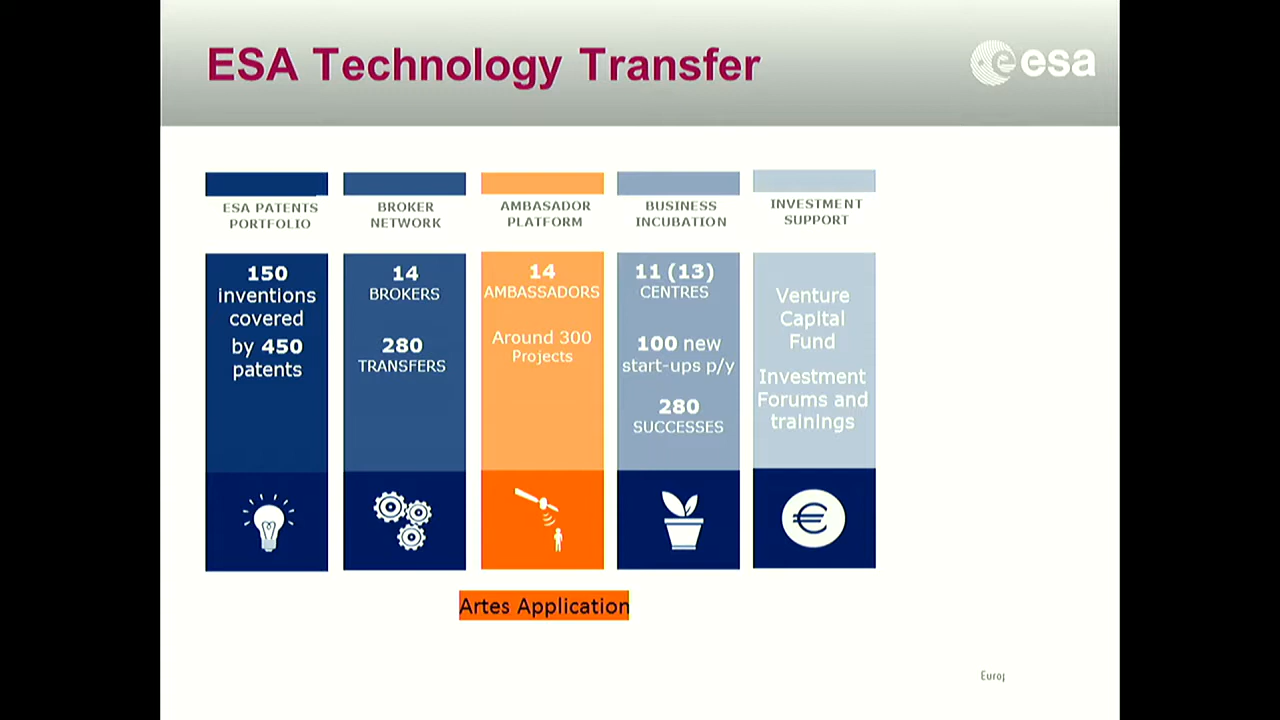 ESA Technology Transfer
esa
ESA PATENTS
PORTFOLIO
150
inventions
covered
by 450
patents
BROKER
NETWORK
14
BROKERS
280
TRANSFERS
AMBASADOR
PLATFORM
14
AMBASSADORS
Around 300
Projects
BUSINESS
INCUBATION
11 (13)
CENTRES
100 new
start-ups p/y
280
SUCCESSES
INVESTMENT
SUPPORT
Venture
Capital
Fund
Investment
Forums and
trainings
€
Artes Application